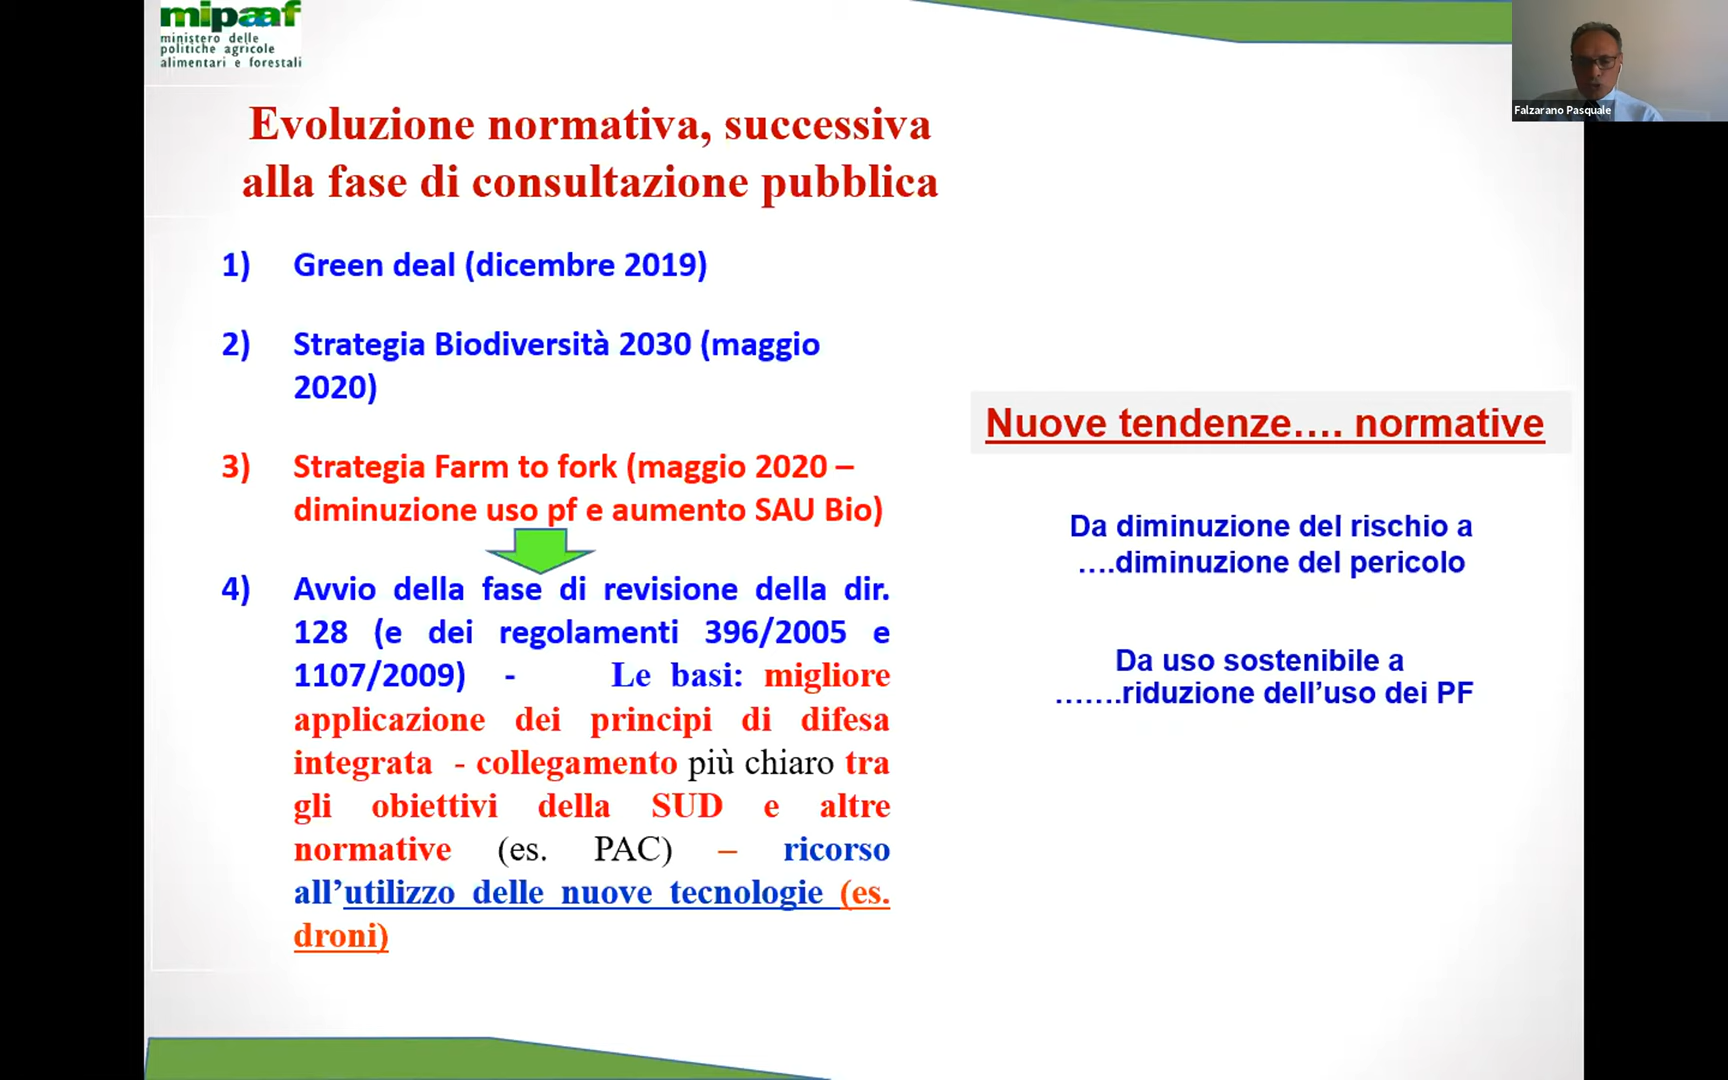 mipaaf
ministero delle
politiche agricole
alimentari e forestali
Falzarano Pasquale
Evoluzione normativa, successiva
alla fase di consultazione pubblica
1) Green deal (dicembre 2019)
2) Strategia Biodiversità 2030 (maggio
2020)
3) Strategia Farm to fork (maggio 2020 –
diminuzione uso pf e aumento SAU Bio)
4) Avvio della fase di revisione della dir.
128 (e dei regolamenti 396/2005 e
1107/2009) - Le basi: migliore
applicazione dei principi di difesa
integrata - collegamento più chiaro tra
gli obiettivi della SUD e altre
normative (es. PAC) – ricorso
all’utilizzo delle nuove tecnologie (es.
droni)
Nuove tendenze…. normative
Da diminuzione del rischio a
….diminuzione del pericolo
Da uso sostenibile a
…….riduzione dell’uso dei PF